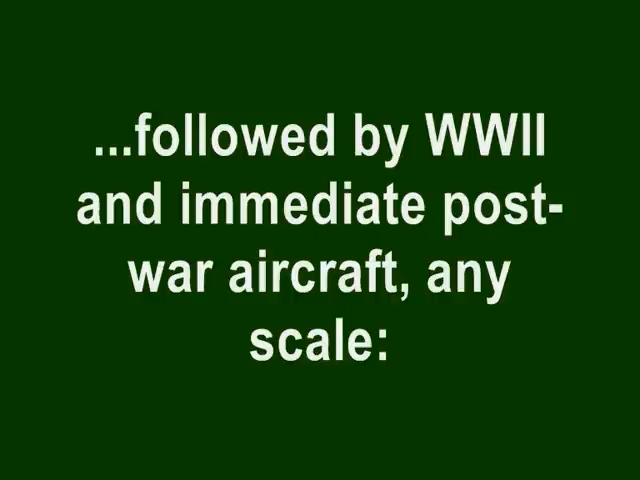 ...followed by WWII
and immediate post-
war aircraft, any
scale: